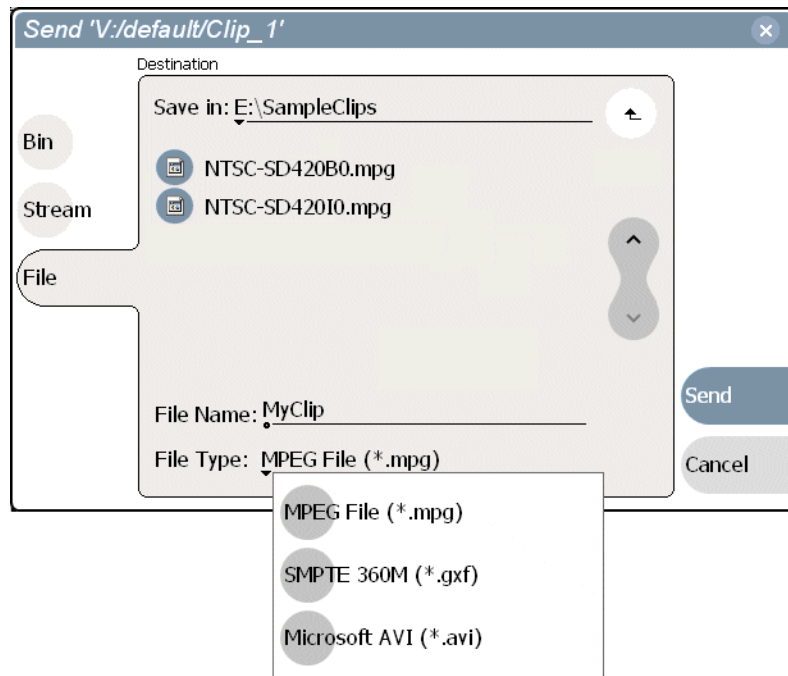 Send 'V:/default/Clip_1'
Destination
Save in: E:\SampleClips
Bin
NTSC-SD420B0.mpg
Stream
NTSC-SD420I0.mpg
File
File Name: MyClip
Send
File Type: MPEG File (*.mpg)
Cancel
MPEG File (*.mpg)
SMPTE 360M (*.gxf)
Microsoft AVI (*.avi)